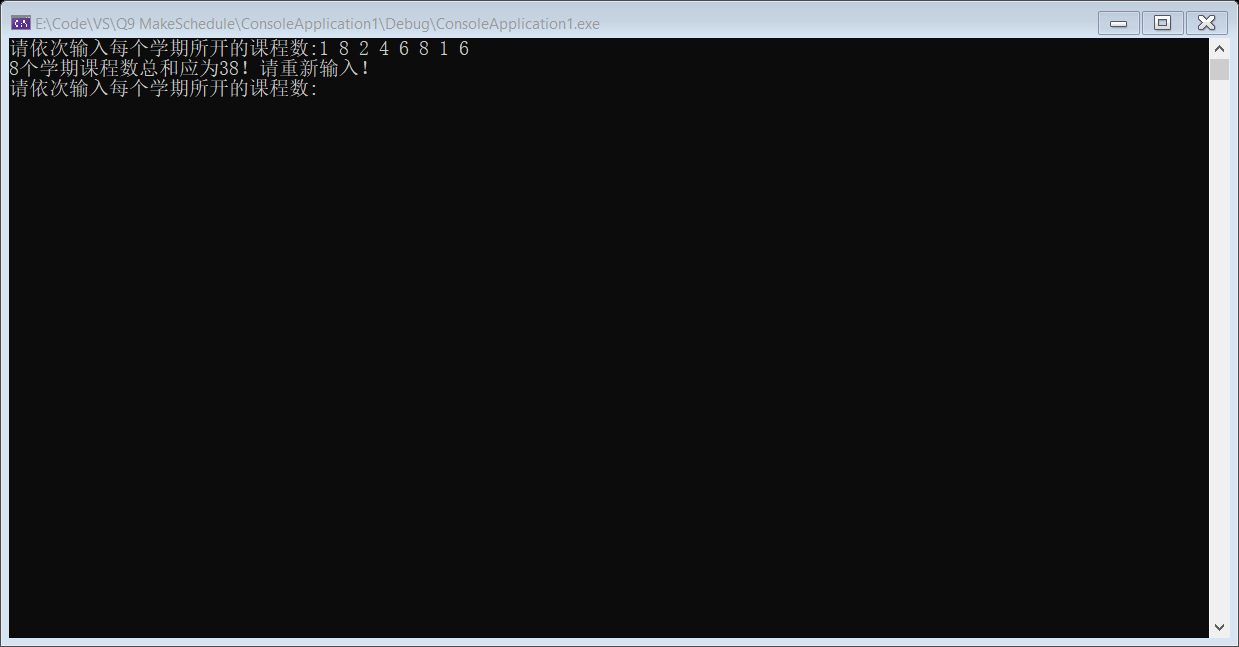 E:\Code\VS\Q9 MakeSchedule\ConsoleApplication1\Debug\ConsoleApplication1.exe
请依次输入每个学期所开的课程数:1 8 2 4 6 8 1 6
8个学期课程数总和应为38！请重新输入！
请依次输入每个学期所开的课程数: